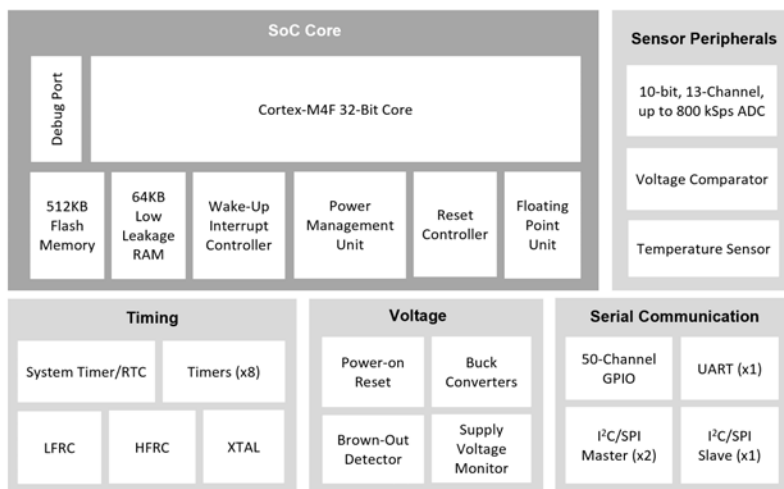 SoC Core
Debug Port
Cortex-M4F 32-Bit Core
512KB
Flash
Memory
64KB
Low
Leakage
RAM
Wake-Up
Interrupt
Controller
Power
Management
Unit
Reset
Controller
Floating
Point
Unit
Sensor Peripherals
10-bit, 13-Channel,
up to 800 kSps ADC
Voltage Comparator
Temperature Sensor
Timing
System Timer/RTC
Timers (x8)
LFRC
HFRC
XTAL
Voltage
Power-on
Reset
Buck
Converters
Brown-Out
Detector
Supply
Voltage
Monitor
Serial Communication
50-Channel
GPIO
UART (x1)
I²C/SPI
Master (x2)
I²C/SPI
Slave (x1)